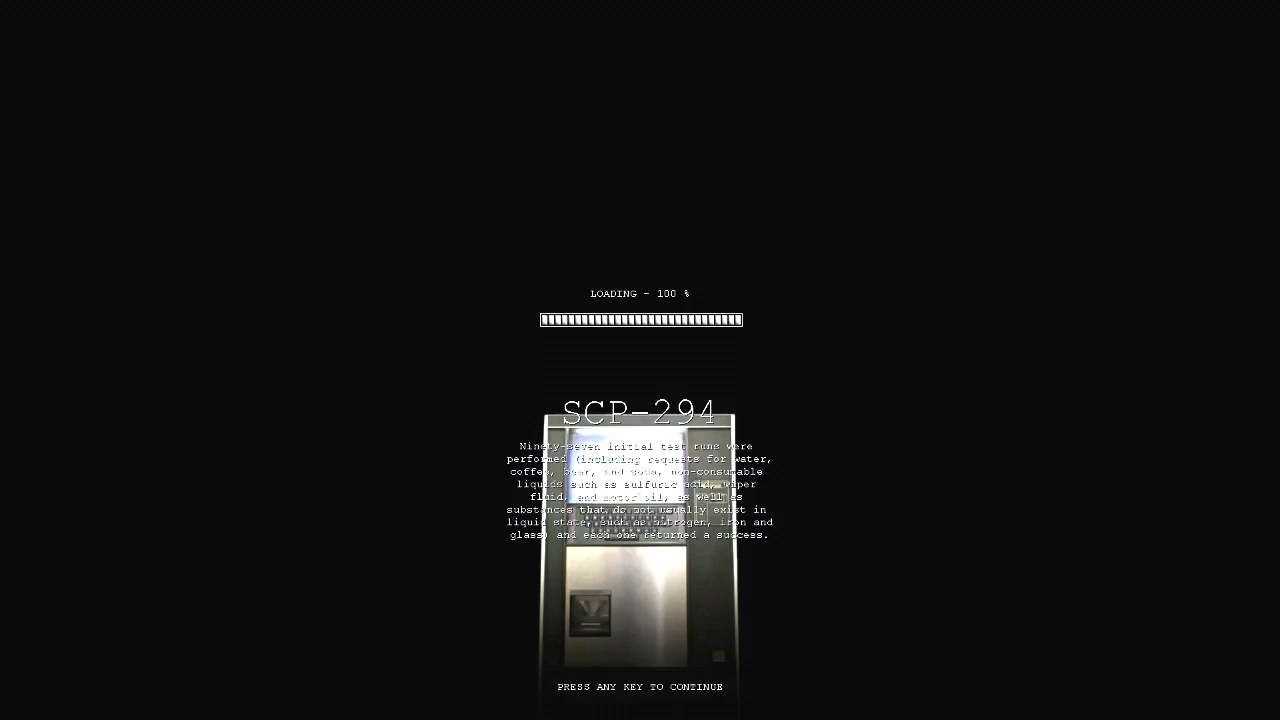 LOADING - 100 %
SCP-294
Ninety-seven initial test runs were
performed (including requests for water,
coffee, beer, and soda, non-consumable
liquids such as sulfuric acid, wiper
fluid, and motor oil, as well as
substances that do not usually exist in
liquid state, such as nitrogen, iron and
glass) and each one returned a success.
PRESS ANY KEY TO CONTINUE